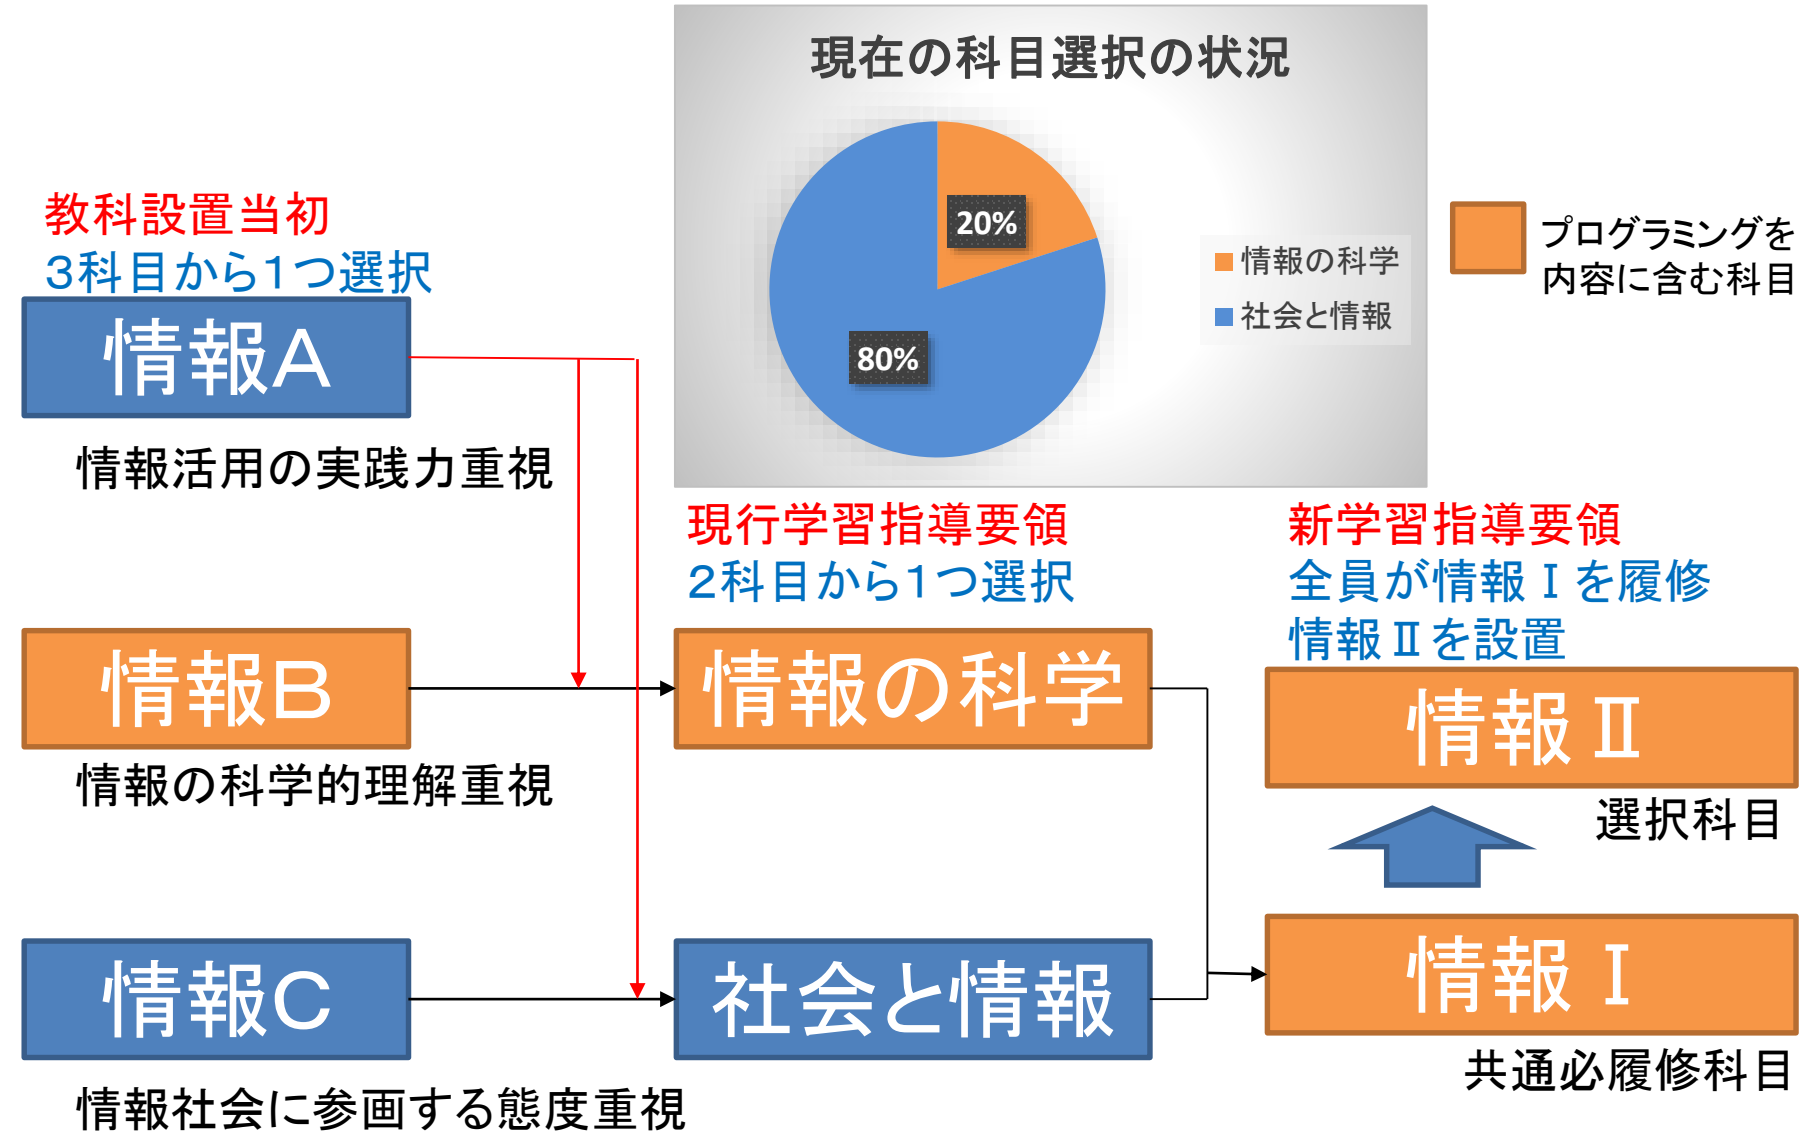 現在の科目選択の状況
20%
80%
情報の科学
社会と情報
プログラミングを
内容に含む科目
教科設置当初
3科目から1つ選択
情報A
情報活用の実践力重視
情報B
情報の科学的理解重視
情報C
情報社会に参画する態度重視
現行学習指導要領
2科目から1つ選択
情報の科学
社会と情報
新学習指導要領
全員が情報Ⅰを履修
情報Ⅱを設置
情報Ⅱ
選択科目
情報Ⅰ
共通必履修科目